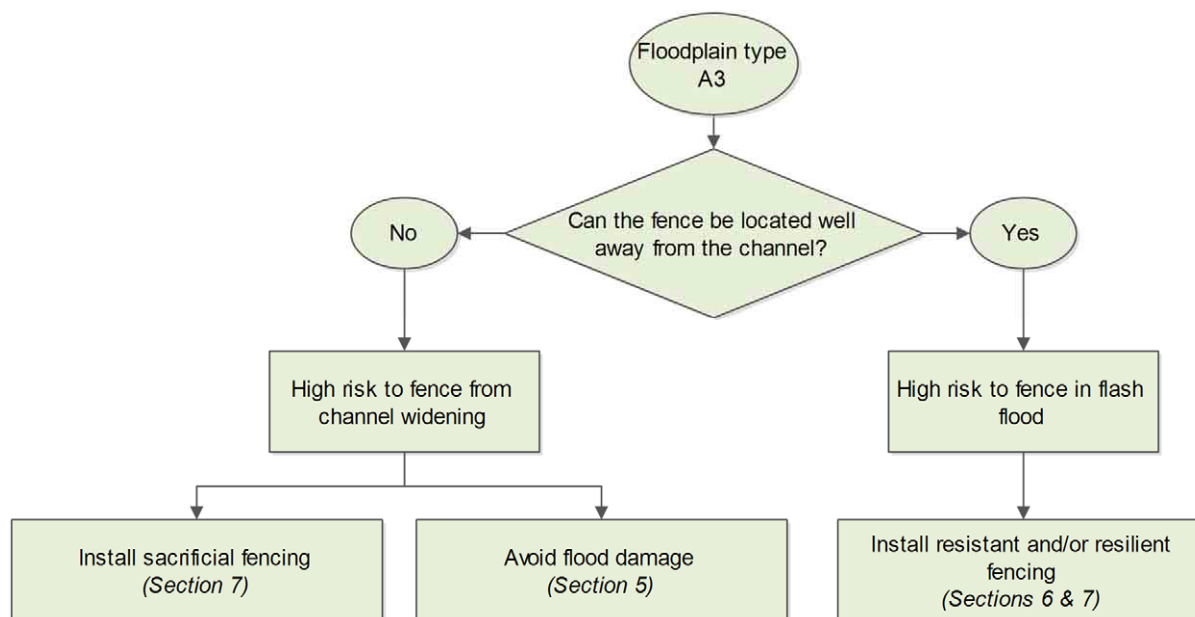 Floodplain type
A3
Can the fence be located well
away from the channel?
No
Yes
High risk to fence from
channel widening
High risk to fence in flash
flood
Install sacrificial fencing
(Section 7)
Avoid flood damage
(Section 5)
Install resistant and/or resilient
fencing
(Sections 6 & 7)